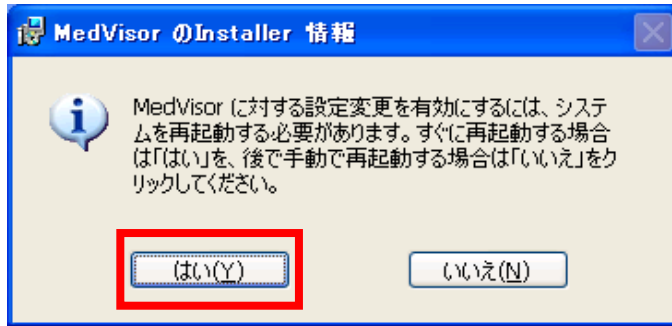 MedVisor のInstaller 情報
MedVisor に対する設定変更を有効にするには、システ
ムを再起動する必要があります。すぐに再起動する場合
は「はい」を、後で手動で再起動する場合は「いいえ」をク
リックしてください。
はい(Y) いいえ(N)